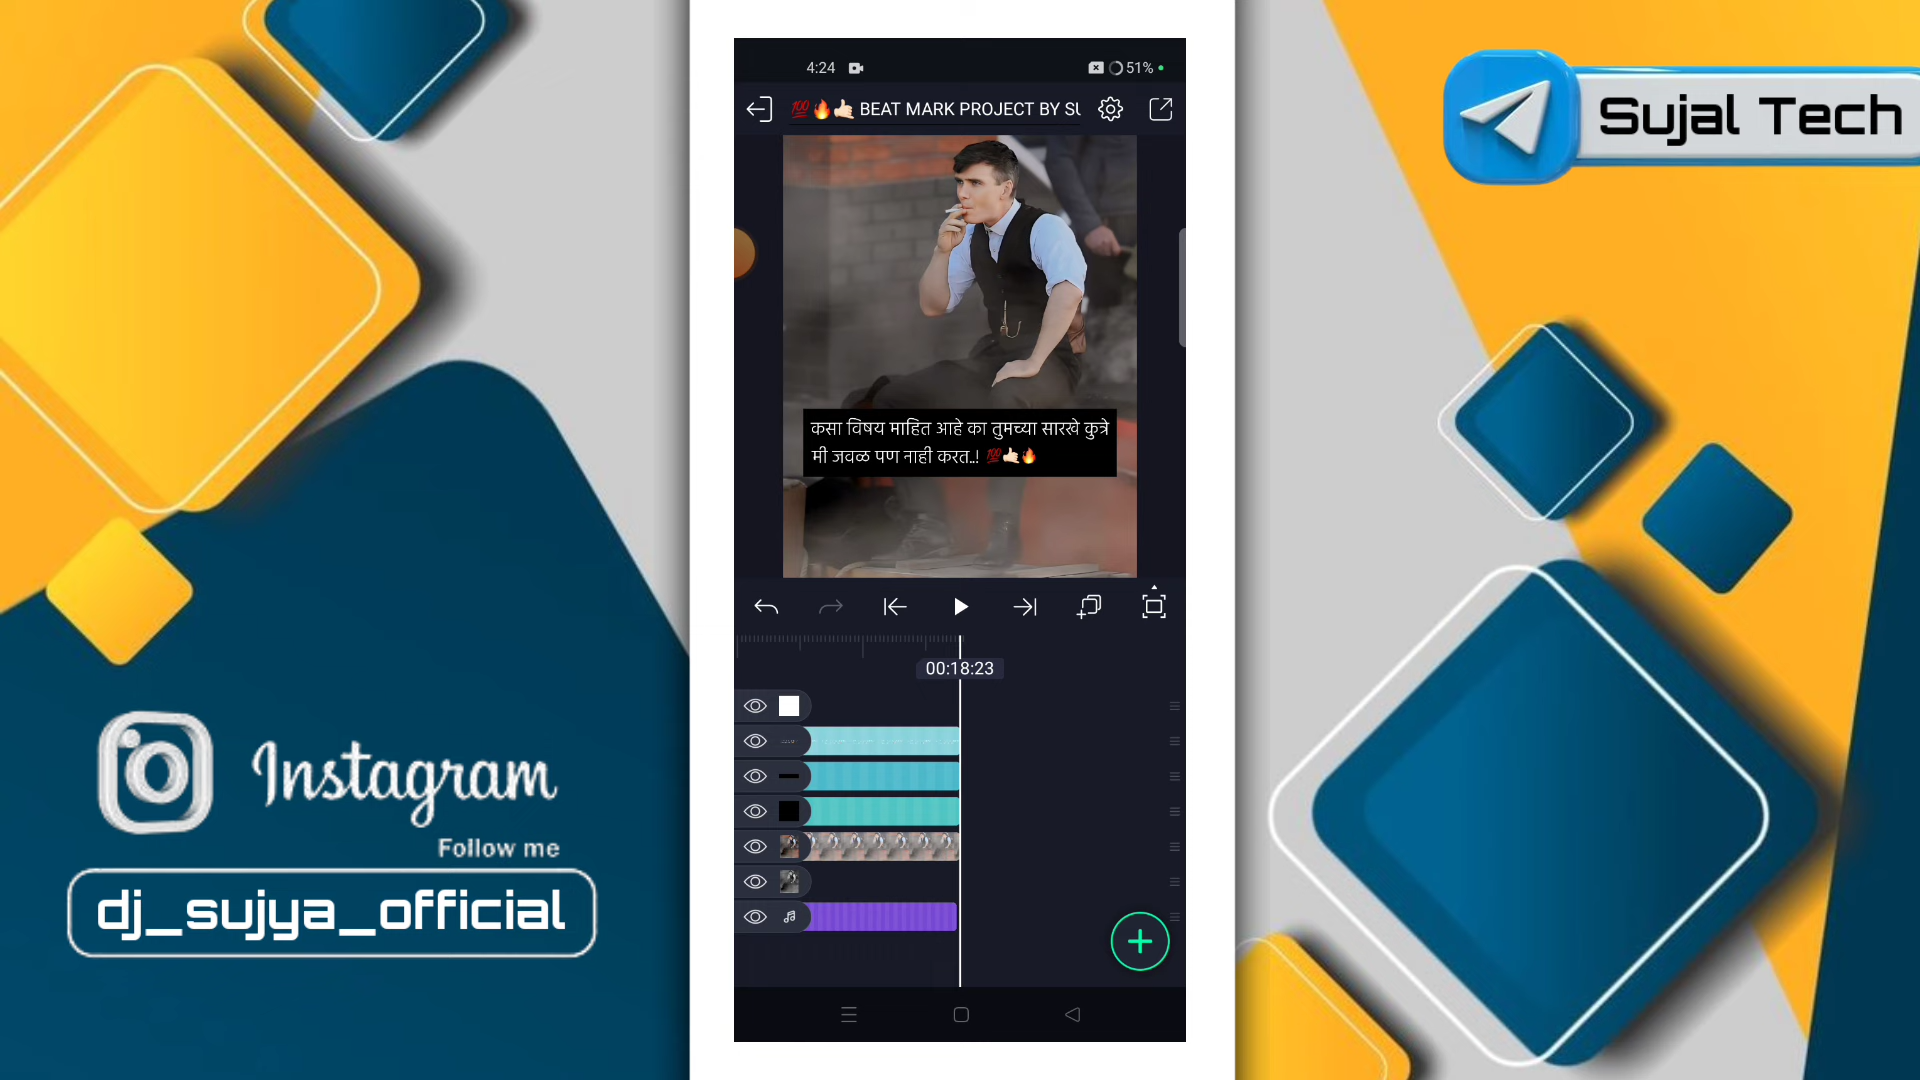 4:24
51%
💯🔥🤙🏻 BEAT MARK PROJECT BY SU
Sujal Tech
कसा विषय माहित आहे का तुमच्या सारखे कुत्रे
मी जवळ पण नाही करत..! 💯🤙🏻🔥
00:18:23
Instagram
Follow me
dj_sujya_official